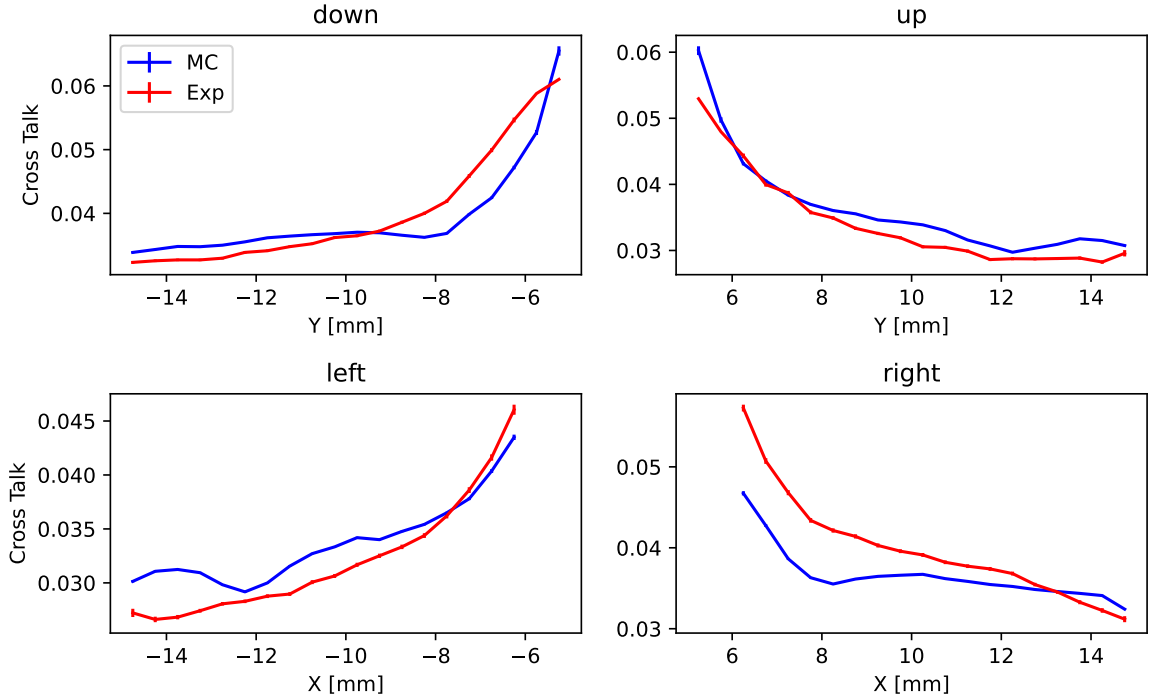 down
MC
Exp
Cross Talk
0.06
0.05
0.04
−14
−12
−10
−8
−6
Y [mm]
up
0.06
0.05
0.04
0.03
6
8
10
12
14
Y [mm]
left
Cross Talk
0.045
0.040
0.035
0.030
−14
−12
−10
−8
−6
X [mm]
right
0.05
0.04
0.03
6
8
10
12
14
X [mm]